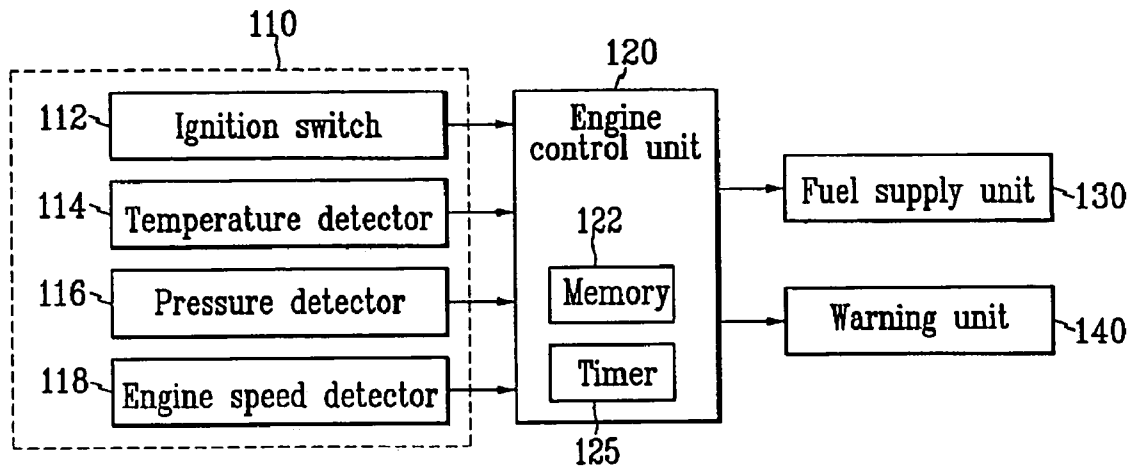 110
112
Ignition switch
114
Temperature detector
116
Pressure detector
118
Engine speed detector
120
Engine
control unit
122
Memory
Timer
125
Fuel supply unit
130
Warning unit
140